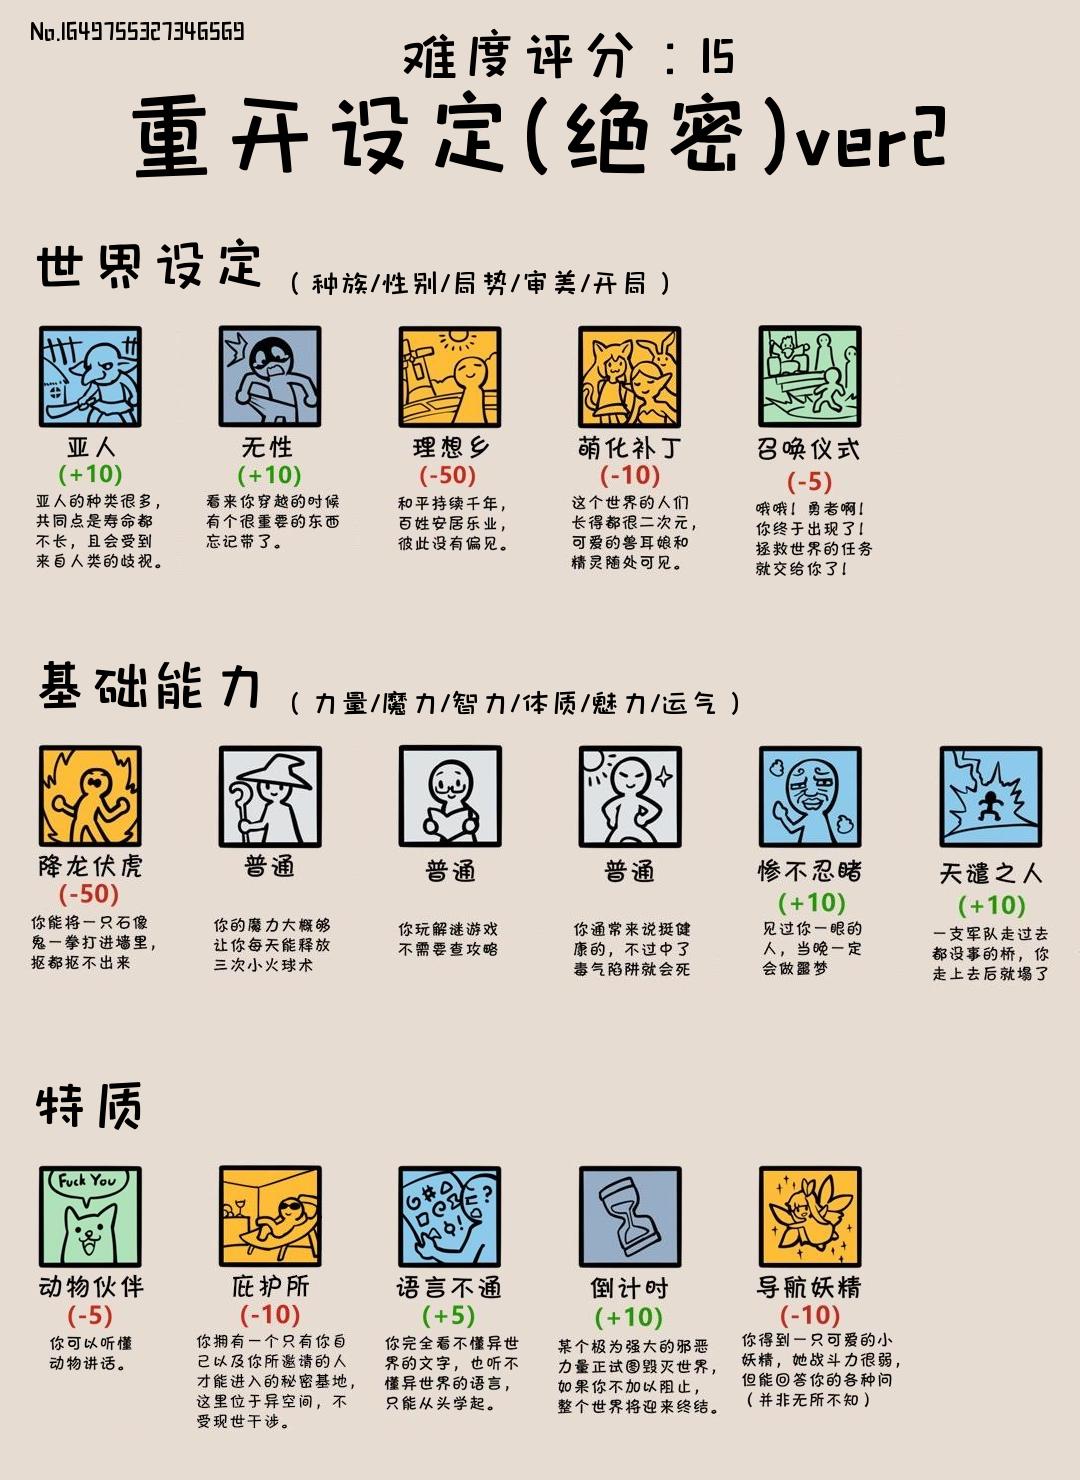 No.1649755327346569
难度评分：15
重开设定(绝密)ver2
世界设定（种族/性别/局势/审美/开局）
亚人
(+10)
亚人的种类很多，
共同点是寿命都
不长，且会受到
来自人类的歧视。
无性
(+10)
看来你穿越的时候
有个很重要的东西
忘记带了。
理想乡
(-50)
和平持续千年，
百姓安居乐业，
彼此没有偏见。
萌化补丁
(-10)
这个世界的人们
长得都很二次元，
可爱的兽耳娘和
精灵随处可见。
召唤仪式
(-5)
哦哦！勇者啊！
你终于出现了！
拯救世界的任务
就交给你了！
基础能力（力量/魔力/智力/体质/魅力/运气）
降龙伏虎
(-50)
你能将一只石像
鬼一拳打进墙里，
抠都抠不出来
普通
你的魔力大概够
让你每天能释放
三次小火球术
普通
你玩解谜游戏
不需要查攻略
普通
你通常来说挺健
康的，不过中了
毒气陷阱就会死
惨不忍睹
(+10)
见过你一眼的
人，当晚一定
会做噩梦
天谴之人
(+10)
一支军队走过去
都没事的桥，你
走上去后就塌了
特质
Fuck You
动物伙伴
(-5)
你可以听懂
动物讲话。
庇护所
(-10)
你拥有一个只有你自
己以及你所邀请的人
才能进入的秘密基地，
这里位于异空间，不
受现世干涉。
语言不通
(+5)
你完全看不懂异世
界的文字，也听不
懂异世界的语言，
只能从头学起。
倒计时
(+10)
某个极为强大的邪恶
力量正试图毁灭世界，
如果你不加以阻止，
整个世界将迎来终结。
导航妖精
(-10)
你得到一只可爱的小
妖精，她战斗力很弱，
但能回答你的各种问
（并非无所不知）